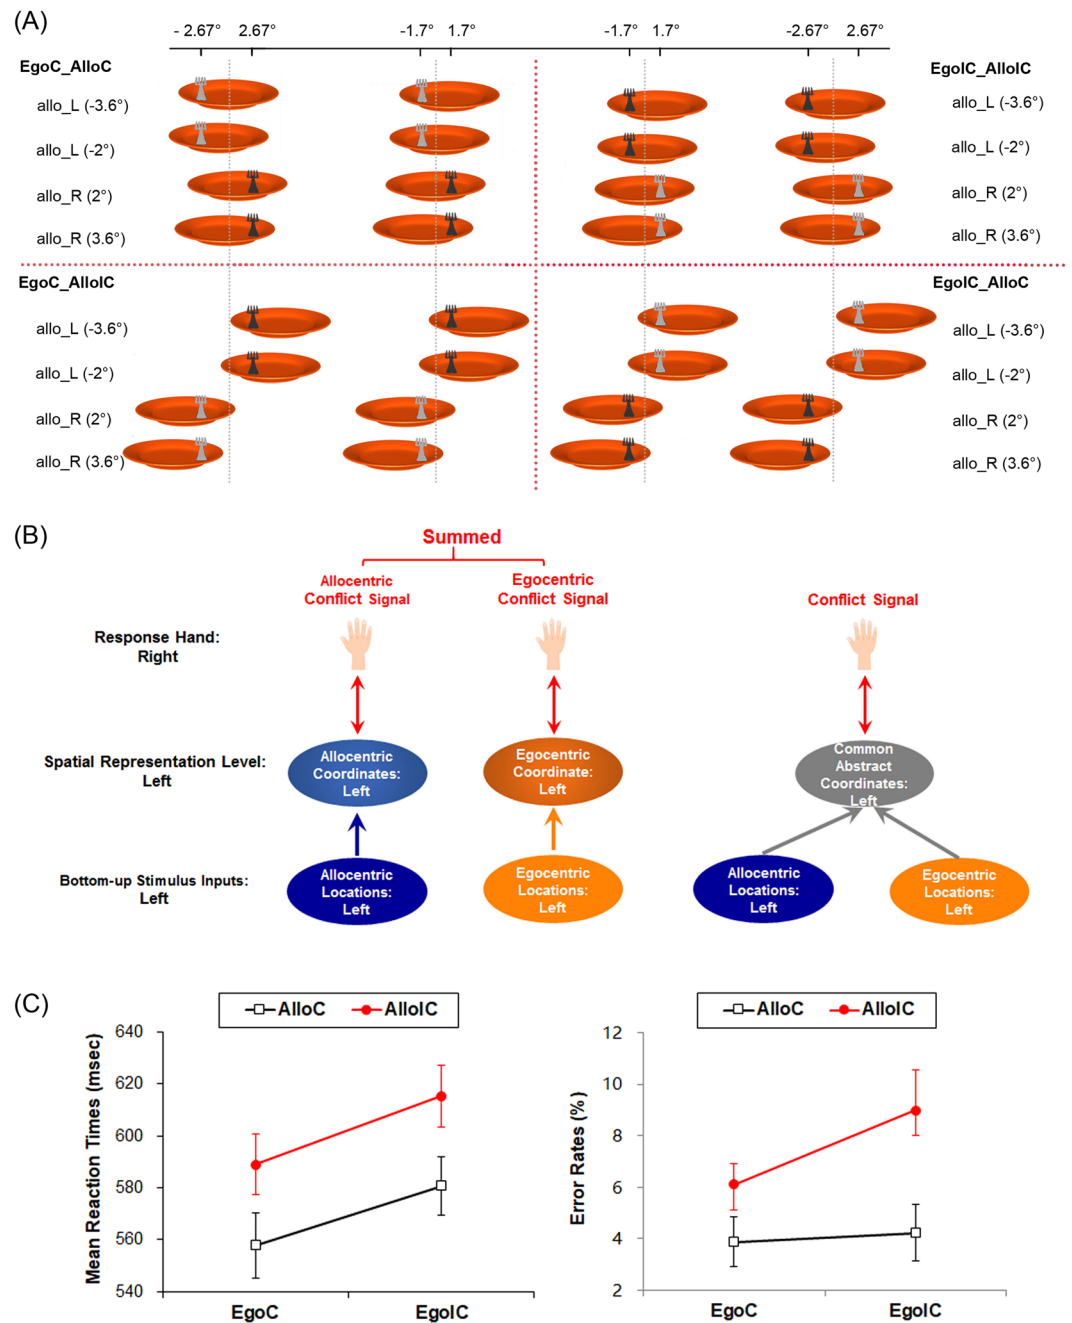 (A)
- 2.67° 2.67° -1.7° 1.7° -1.7° 1.7° -2.67° 2.67°
EgoC_AlloC
allo_L (-3.6°)
allo_L (-2°)
allo_R (2°)
allo_R (3.6°)
EgoIC_AlloIC
allo_L (-3.6°)
allo_L (-2°)
allo_R (2°)
allo_R (3.6°)
EgoC_AlloIC
allo_L (-3.6°)
allo_L (-2°)
allo_R (2°)
allo_R (3.6°)
EgoIC_AlloC
allo_L (-3.6°)
allo_L (-2°)
allo_R (2°)
allo_R (3.6°)
(B)
Summed
Allocentric
Conflict Signal
Egocentric
Conflict Signal
Conflict Signal
Response Hand:
Right
Spatial Representation Level:
Left
Allocentric
Coordinates:
Left
Egocentric
Coordinate:
Left
Common
Abstract
Coordinates:
Left
Bottom-up Stimulus Inputs:
Left
Allocentric
Locations:
Left
Egocentric
Locations:
Left
Allocentric
Locations:
Left
Egocentric
Locations:
Left
(C)
AlloC AlloIC
Mean Reaction Times (msec)
640
620
600
580
560
540
EgoC EgoIC
AlloC AlloIC
Error Rates (%)
12
10
8
6
4
2
EgoC EgoIC